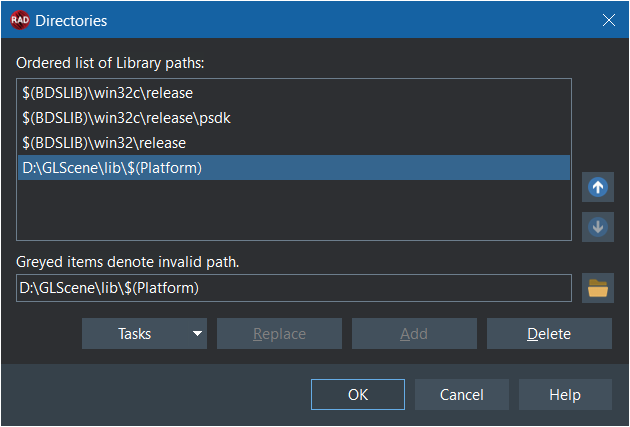 RAD Directories
Ordered list of Library paths:
$(BDSLIB)\win32c\release
$(BDSLIB)\win32c\release\psdk
$(BDSLIB)\win32\release
D:\GLScene\lib\$(Platform)
Greyed items denote invalid path.
D:\GLScene\lib\$(Platform)
Tasks Replace Add Delete
OK Cancel Help